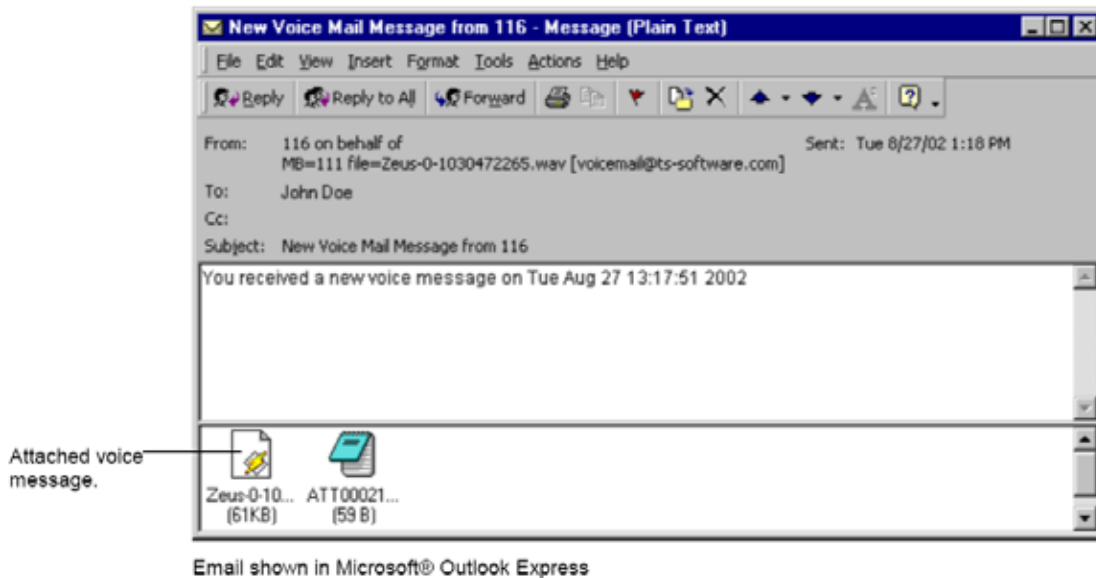 New Voice Mail Message from 116 - Message (Plain Text)
File Edit View Insert Format Tools Actions Help
Reply Reply to All Forward
From: 116 on behalf of Sent: Tue 8/27/02 1:18 PM
MB=111 file=Zeus-0-1030472265.wav [voicemail@ts-software.com]
To: John Doe
Cc:
Subject: New Voice Mail Message from 116
You received a new voice message on Tue Aug 27 13:17:51 2002
Attached voice
message.
Zeus-0-10... ATT00021...
(61KB) (59 B)
Email shown in Microsoft® Outlook Express